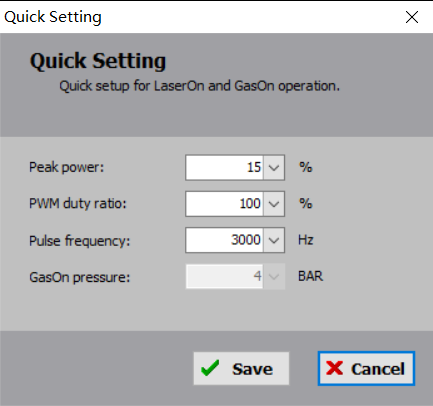 Quick Setting
Quick Setting
Quick setup for LaserOn and GasOn operation.
Peak power: 15 %
PWM duty ratio: 100 %
Pulse frequency: 3000 Hz
GasOn pressure: 4 BAR
Save Cancel